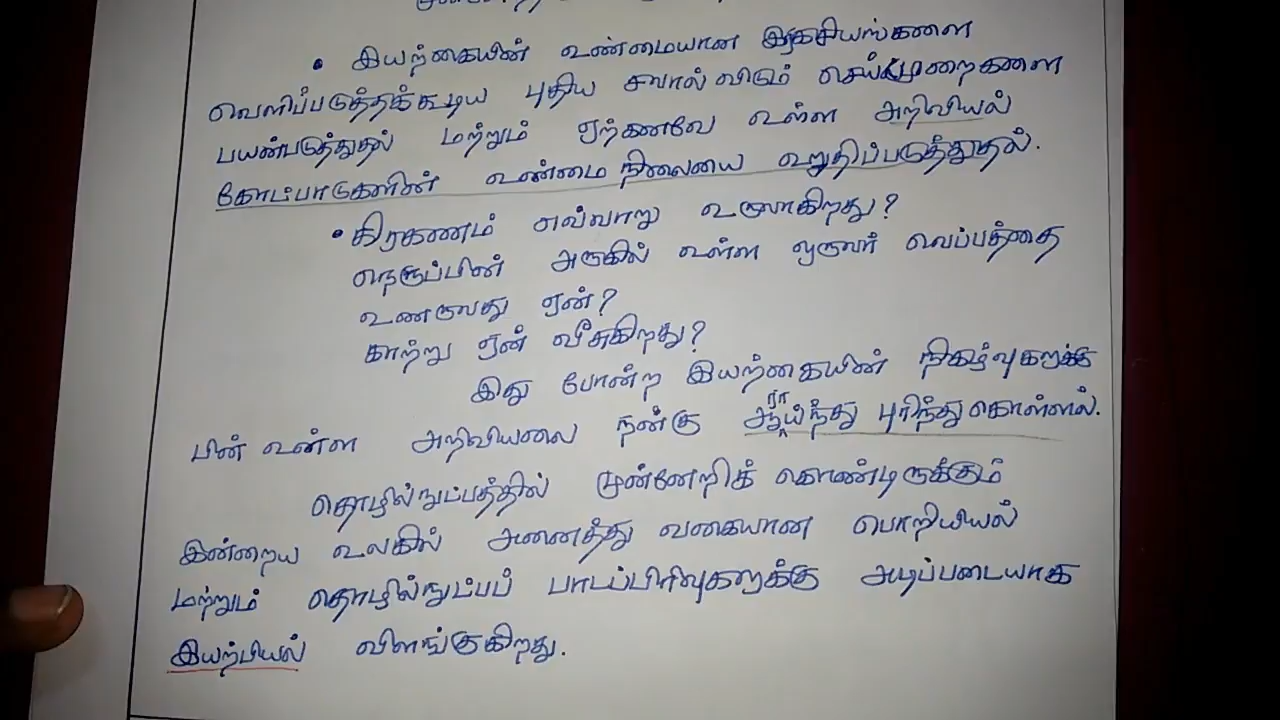 • இயற்கையின் உண்மையான இரகசியங்களை
வெளிப்படுத்தக்கூடிய புதிய சவால் விடும் செய்முறைகளை
பயன்படுத்துதல் மற்றும் ஏற்கனவே உள்ள அறிவியல்
கோட்பாடுகளின் உண்மை நிலையை உறுதிப்படுத்துதல்.
• கிரகணம் எவ்வாறு உருவாகிறது?
நெருப்பின் அருகில் உள்ள ஒருவர் வெப்பத்தை
உணருவது ஏன்?
காற்று ஏன் வீசுகிறது?
இது போன்ற இயற்கையின் நிகழ்வுகளுக்கு
பின் உள்ள அறிவியலை நன்கு ஆராய்ந்து புரிந்துகொள்ளல்.
தொழில்நுட்பத்தில் முன்னேறிக் கொண்டிருக்கும்
இன்றைய உலகில் அனைத்து வகையான பொறியியல்
மற்றும் தொழில்நுட்பப் பாடப்பிரிவுகளுக்கு அடிப்படையாக
இயற்பியல் விளங்குகிறது.